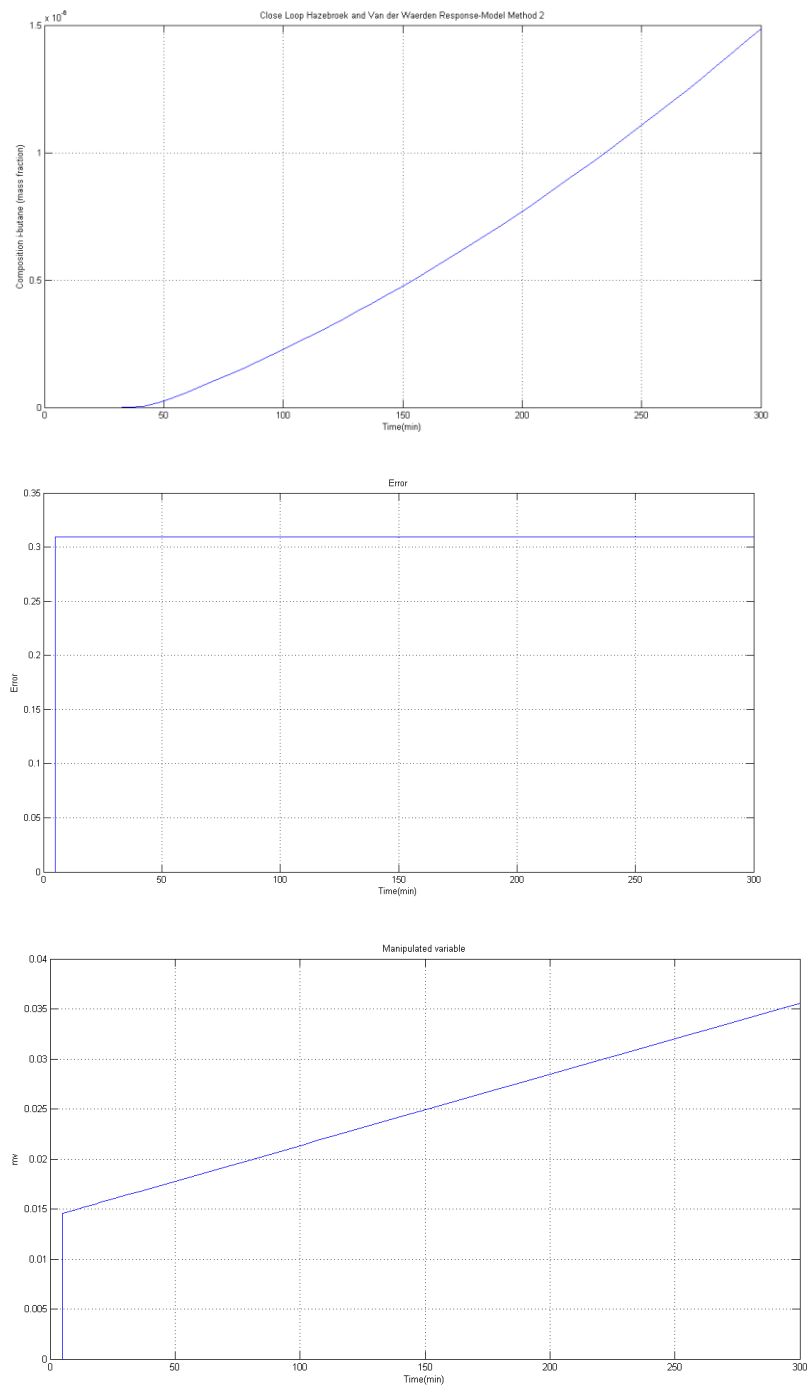 Close Loop Hazebroek and Van der Waerden Response-Model Method 2
x 10⁻⁶
1.5
1
0.5
0
Composition i-butane (mass fraction)
0 50 100 150 200 250 300
Time(min)
Error
0.35
0.3
0.25
0.2
0.15
0.1
0.05
0
Error
0 50 100 150 200 250 300
Time(min)
Manipulated variable
0.04
0.035
0.03
0.025
0.02
0.015
0.01
0.005
0
mv
0 50 100 150 200 250 300
Time(min)